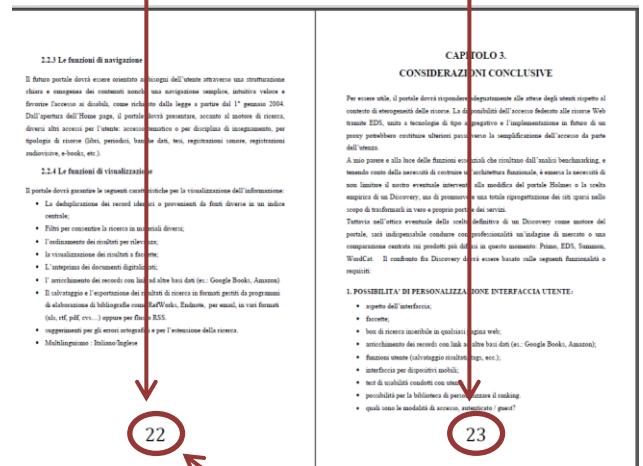 2.2.3 Le funzioni di navigazione
Il futuro portale dovrà essere orientato ai bisogni dell'utente attraverso una strutturazione
chiara e omogenea dei contenuti nonché una navigazione semplice, intuitiva veloce e
favorire l'accesso ai disabili, come richiesto dalla legge a partire dal 1° gennaio 2004.
Dall'apertura dell'Home page, il portale dovrà presentare, accanto al motore di ricerca,
diversi altri accessi per l'utente: accesso tematico o per disciplina di insegnamento, per
tipologia di risorse (libri, periodici, banche dati, tesi, registrazioni sonore, registrazioni
audiovisive, e-books, etc.).
2.2.4 Le funzioni di visualizzazione
Il portale dovrà garantire le seguenti caratteristiche per la visualizzazione dell'informazione:
• La deduplicazione dei record identici o provenienti da fonti diverse in un indice
centrale;
• Filtri per consentire la ricerca in materiali diversi;
• l'ordinamento dei risultati per rilevanza;
• la visualizzazione dei risultati a faccette;
• L'anteprima dei documenti digitalizzati;
• l' arricchimento dei records con link ad altre basi dati (es.: Google Books, Amazon)
• Il salvataggio e l'esportazione dei risultati di ricerca in formati gestiti da programmi
di elaborazione di bibliografie come RefWorks, Endnote, per email, in vari formati
(xls, rtf, pdf, cvs…) oppure per flusso RSS.
• suggerimenti per gli errori ortografici e per l'estensione della ricerca.
• Multilinguismo : Italiano/Inglese
22
CAPITOLO 3.
CONSIDERAZIONI CONCLUSIVE
Per essere utile, il portale dovrà rispondere adeguatamente alle attese degli utenti rispetto al
contesto di eterogeneità delle risorse. La disponibilità dell'accesso federato alle risorse Web
tramite EDS, unita a tecnologie di tipo aggregativo e l'implementazione in futuro di un
proxy potrebbero costituire ulteriori passi verso la semplificazione dell'accesso da parte
dell'utenza.
A mio parere e alla luce delle funzioni essenziali che risultano dall'analisi benchmarking, e
tenendo conto della necessità di costruire un'architettura funzionale, è emersa la necessità di
non limitare il nostro eventuale intervento alla modifica del portale Holmes o la scelta
empirica di un Discovery, ma di promuovere una totale riprogettazione dei siti sparsi nello
scopo di trasformarli in vero e proprio portale dei servizi.
Tuttavia nell'ottica eventuale della scelta definitiva di un Discovery come motore del
portale, sarà indispensabile condurre con professionalità un'indagine di mercato o una
comparazione centrata sui prodotti più diffusi in questo momento: Primo, EDS, Summon,
WordCat. Il confronto fra Discovery dovrà essere basato sulle seguenti funzionalità o
requisiti:
1. POSSIBILITA' DI PERSONALIZZAZIONE INTERFACCIA UTENTE:
• aspetto dell'interfaccia;
• faccette;
• box di ricerca inseribile in qualsiasi pagina web;
• arricchimento dei records con link ad altre basi dati (es.: Google Books, Amazon);
• funzioni utente (salvataggio risultati, tags, ecc.);
• interfaccia per dispositivi mobili;
• test di usabilità condotti con utenti;
• possibilità per la biblioteca di personalizzare il ranking.
• quali sono le modalità di accesso, autenticato / guest?
23